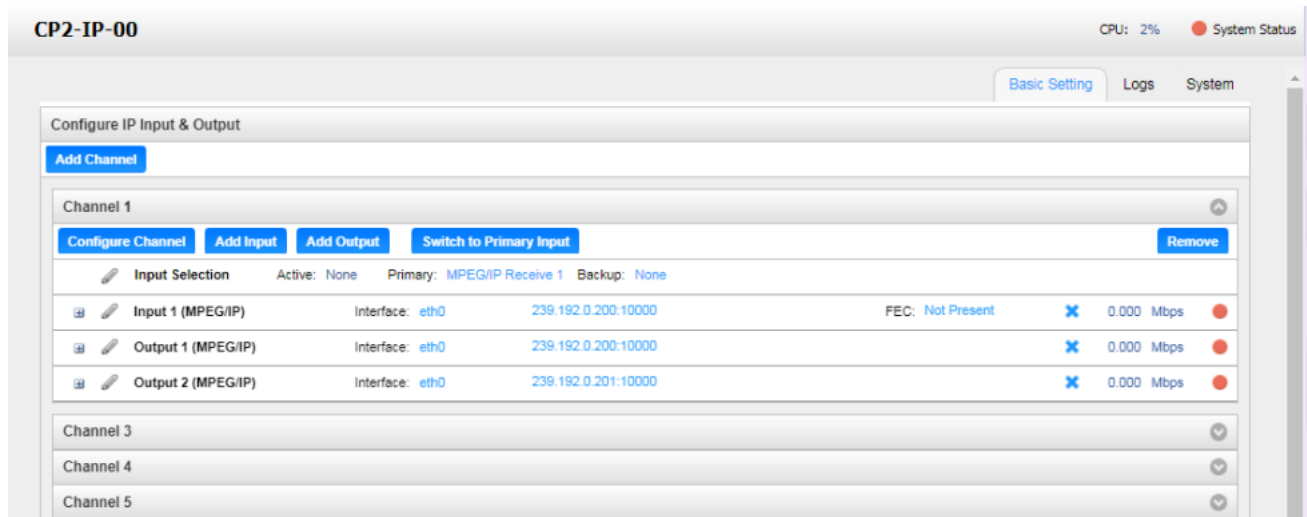 CP2-IP-00 CPU: 2% System Status
Basic Setting Logs System
Configure IP Input & Output
Add Channel
Channel 1
Configure Channel Add Input Add Output Switch to Primary Input Remove
Input Selection Active: None Primary: MPEG/IP Receive 1 Backup: None
Input 1 (MPEG/IP) Interface: eth0 239.192.0.200:10000 FEC: Not Present 0.000 Mbps
Output 1 (MPEG/IP) Interface: eth0 239.192.0.200:10000 0.000 Mbps
Output 2 (MPEG/IP) Interface: eth0 239.192.0.201:10000 0.000 Mbps
Channel 3
Channel 4
Channel 5